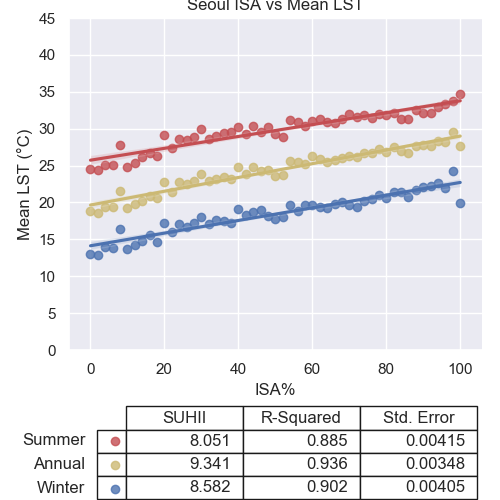 Seoul ISA vs Mean LST
45
40
35
30
25
20
15
10
5
0
Mean LST (°C)
0 20 40 60 80 100
ISA%
SUHII R-Squared Std. Error
Summer 8.051 0.885 0.00415
Annual 9.341 0.936 0.00348
Winter 8.582 0.902 0.00405